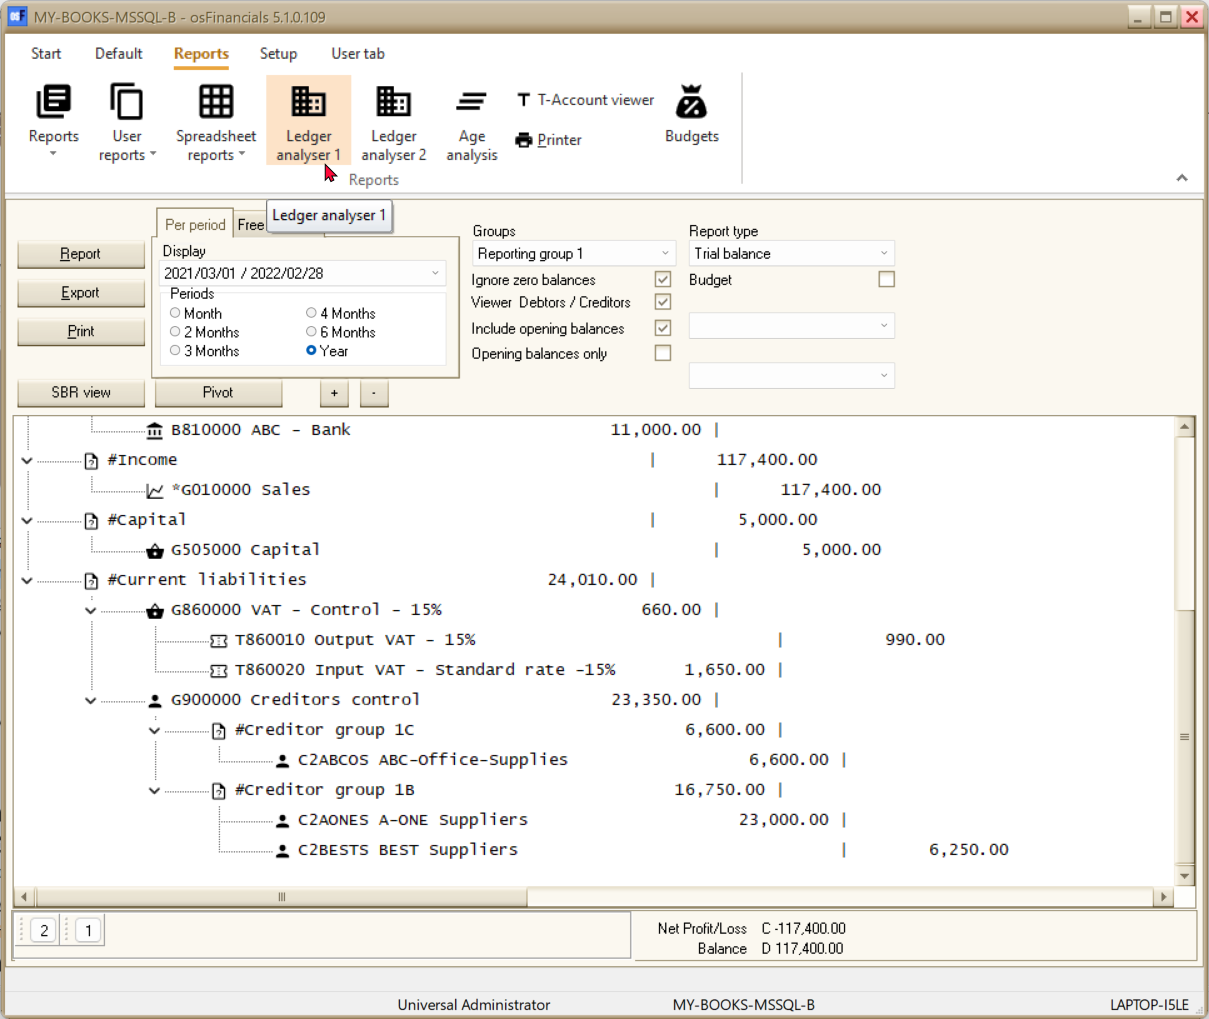 MY-BOOKS-MSSQL-B - osFinancials 5.1.0.109
Start Default Reports Setup User tab
Reports
User reports
Spreadsheet reports
Ledger analyser 1
Ledger analyser 2
Age analysis
T-Account viewer
Printer
Budgets
Reports
Ledger analyser 1
Report
Export
Print
Per period Free
Display
2021/03/01 / 2022/02/28
Periods
Month 4 Months
2 Months 6 Months
3 Months Year
Groups
Reporting group 1
Ignore zero balances
Viewer Debtors / Creditors
Include opening balances
Opening balances only
Report type
Trial balance
Budget
SBR view Pivot + -
B810000 ABC - Bank 11,000.00 |
#Income | 117,400.00
*G010000 Sales | 117,400.00
#Capital | 5,000.00
G505000 Capital | 5,000.00
#Current liabilities 24,010.00 |
G860000 VAT - Control - 15% 660.00 |
T860010 Output VAT - 15% | 990.00
T860020 Input VAT - Standard rate -15% 1,650.00 |
G900000 Creditors control 23,350.00 |
#Creditor group 1C 6,600.00 |
C2ABCOS ABC-Office-Supplies 6,600.00 |
#Creditor group 1B 16,750.00 |
C2AONES A-ONE Suppliers 23,000.00 |
C2BESTS BEST Suppliers | 6,250.00
2 1
Net Profit/Loss C -117,400.00
Balance D 117,400.00
Universal Administrator MY-BOOKS-MSSQL-B LAPTOP-I5LE